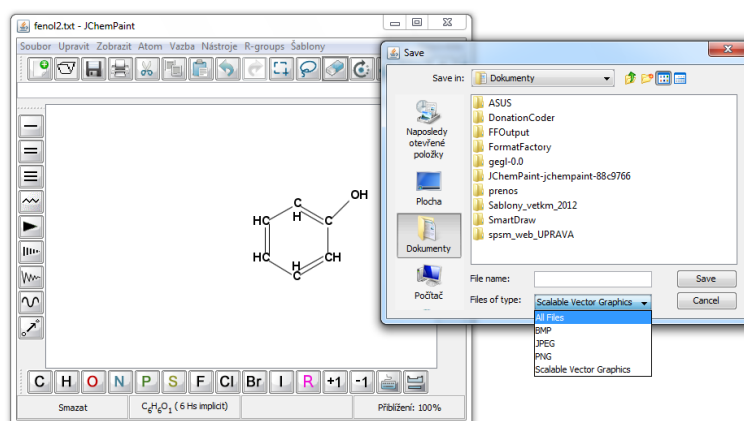 fenol2.txt - JChemPaint
Soubor Upravit Zobrazit Atom Vazba Nástroje R-groups Šablony
OH
C
H
HC
C
HC
H
C
CH
C H O N P S F Cl Br I R +1 -1
Smazat
C6H6O1 ( 6 Hs implicit)
Přiblížení: 100%
Save
Save in:
Dokumenty
Naposledy
otevřené
položky
Plocha
Dokumenty
Počítač
ASUS
DonationCoder
FFOutput
FormatFactory
gegl-0.0
JChemPaint-jchempaint-88c9766
prenos
Sablony_vetkm_2012
SmartDraw
spsm_web_UPRAVA
File name:
Save
Files of type:
Scalable Vector Graphics
Cancel
All Files
BMP
JPEG
PNG
Scalable Vector Graphics